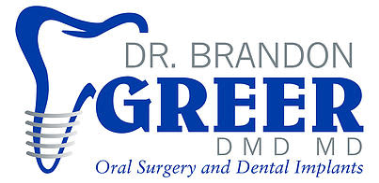 DR. BRANDON
GREER
DMD MD
Oral Surgery and Dental Implants